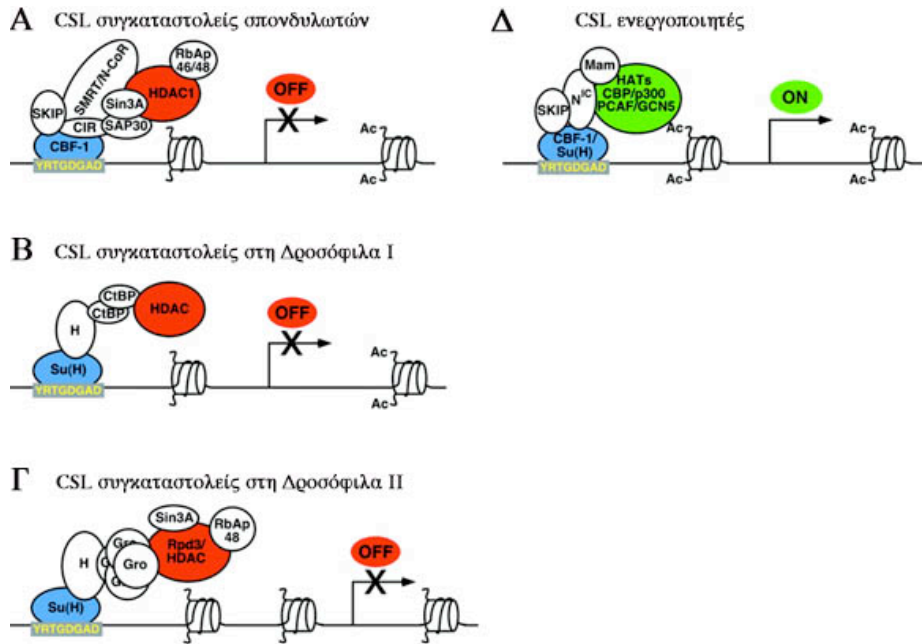 Α CSL συγκαταστολείς σπονδυλωτών
SMRT/N-CoR
RbAp
46/48
HDAC1
Sin3A
SKIP
CIR
SAP30
CBF-1
YRTGDGAD
OFF
X
Ac
Ac
Δ CSL ενεργοποιητές
Mam
HATs
CBP/p300
PCAF/GCN5
N^IC
SKIP
CBF-1/
Su(H)
YRTGDGAD
ON
Ac
Ac
Ac
Ac
Β CSL συγκαταστολείς στη Δροσόφιλα I
CtBP
CtBP
HDAC
H
Su(H)
YRTGDGAD
OFF
X
Ac
Ac
Γ CSL συγκαταστολείς στη Δροσόφιλα II
Sin3A
RbAp
48
Rpd3/
HDAC
Gro
Gro
H
Su(H)
YRTGDGAD
OFF
X